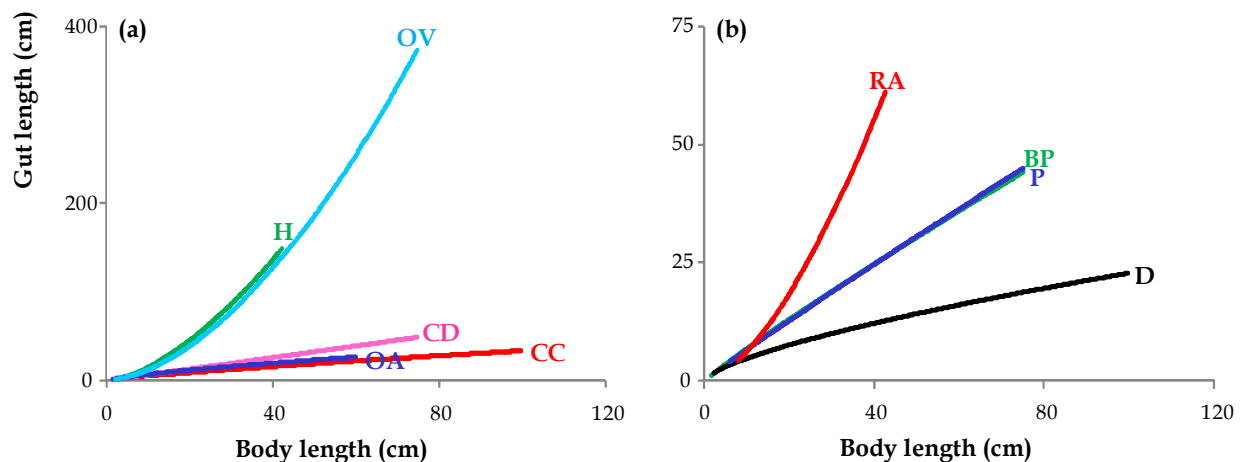 (a)
Gut length (cm)
400
200
0
OV
H
CD
OA
CC
0 40 80 120
Body length (cm)
(b)
75
50
25
0
RA
BP
P
D
0 40 80 120
Body length (cm)